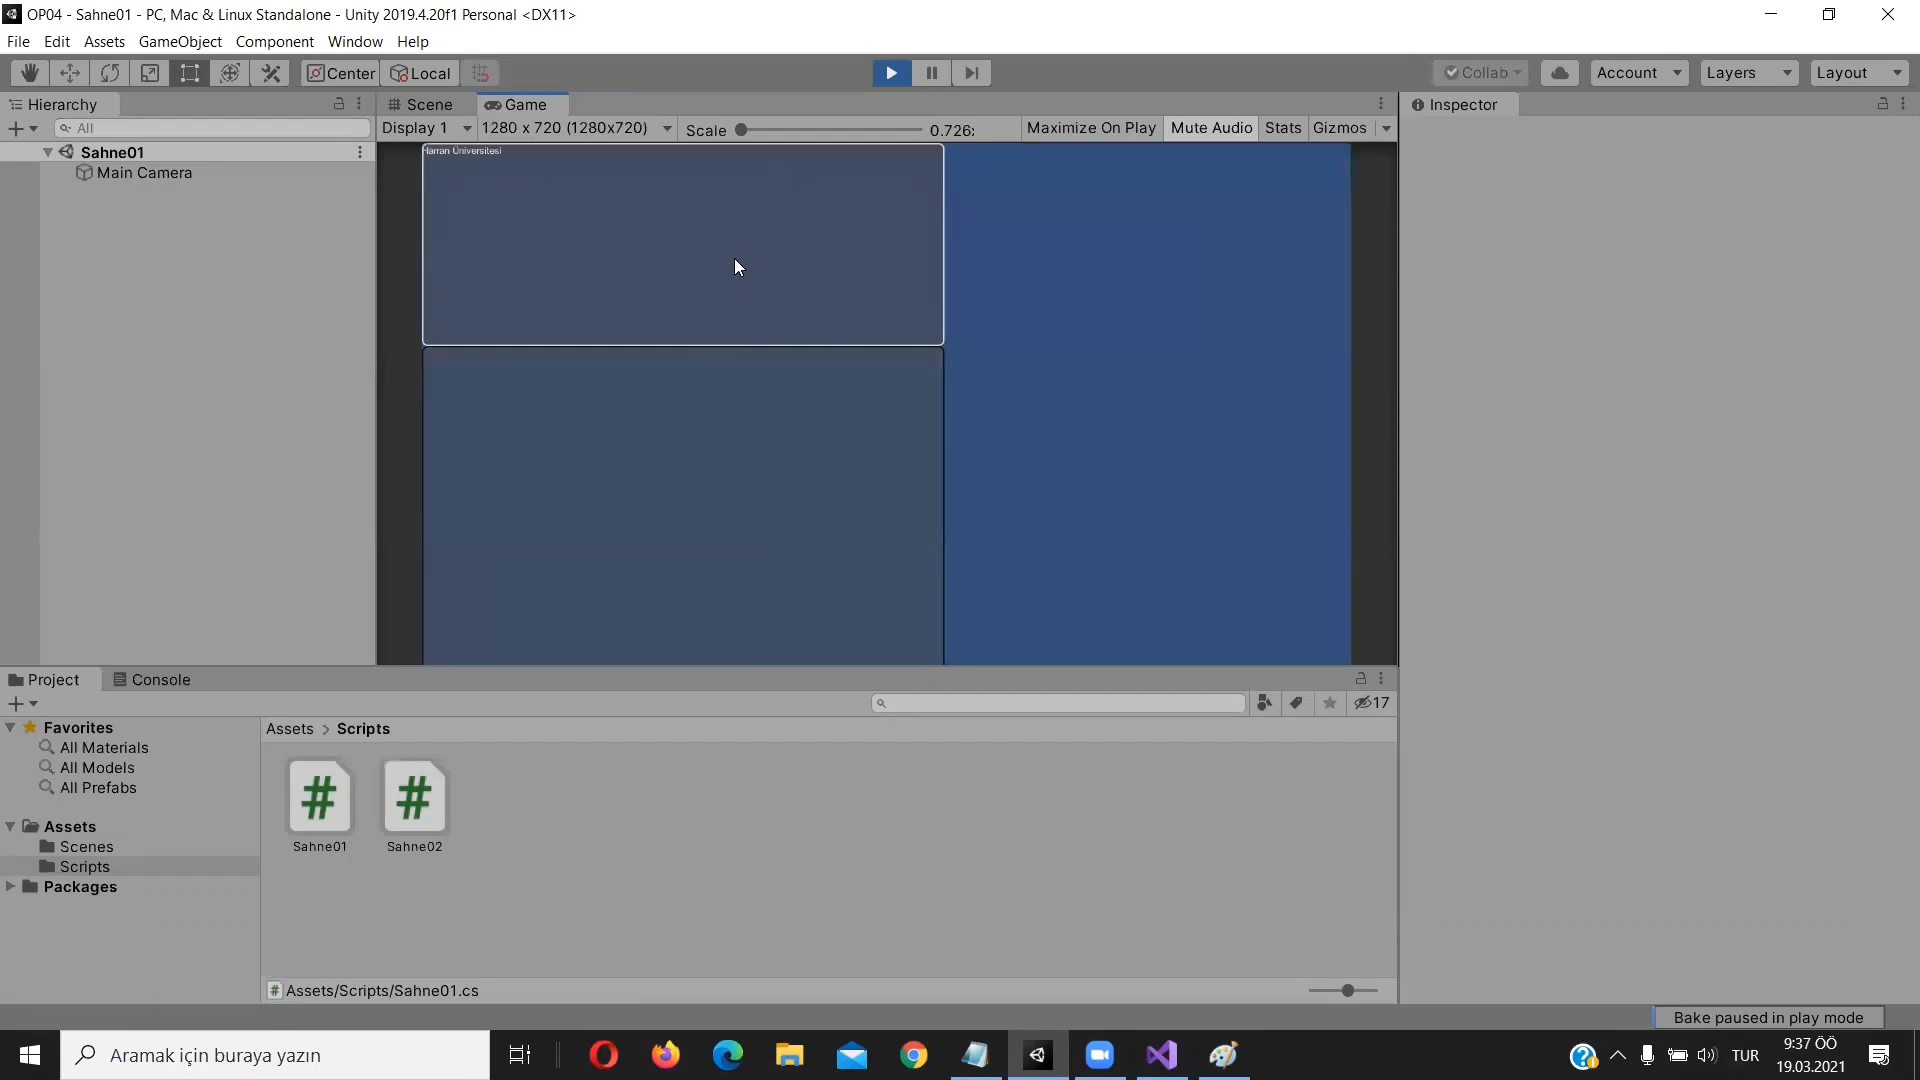 OP04 - Sahne01 - PC, Mac & Linux Standalone - Unity 2019.4.20f1 Personal <DX11>
File Edit Assets GameObject Component Window Help
Center Local Collab Account Layers Layout
Hierarchy Scene Game Inspector
All Display 1 1280 x 720 (1280x720) Scale 0.726: Maximize On Play Mute Audio Stats Gizmos
Sahne01
Main Camera
Harran Üniversitesi
Project Console
17
Favorites
All Materials
All Models
All Prefabs
Assets
Scenes
Scripts
Packages
Assets > Scripts
# #
Sahne01 Sahne02
# Assets/Scripts/Sahne01.cs
Bake paused in play mode
Aramak için buraya yazın
TUR
9:37 ÖÖ
19.03.2021